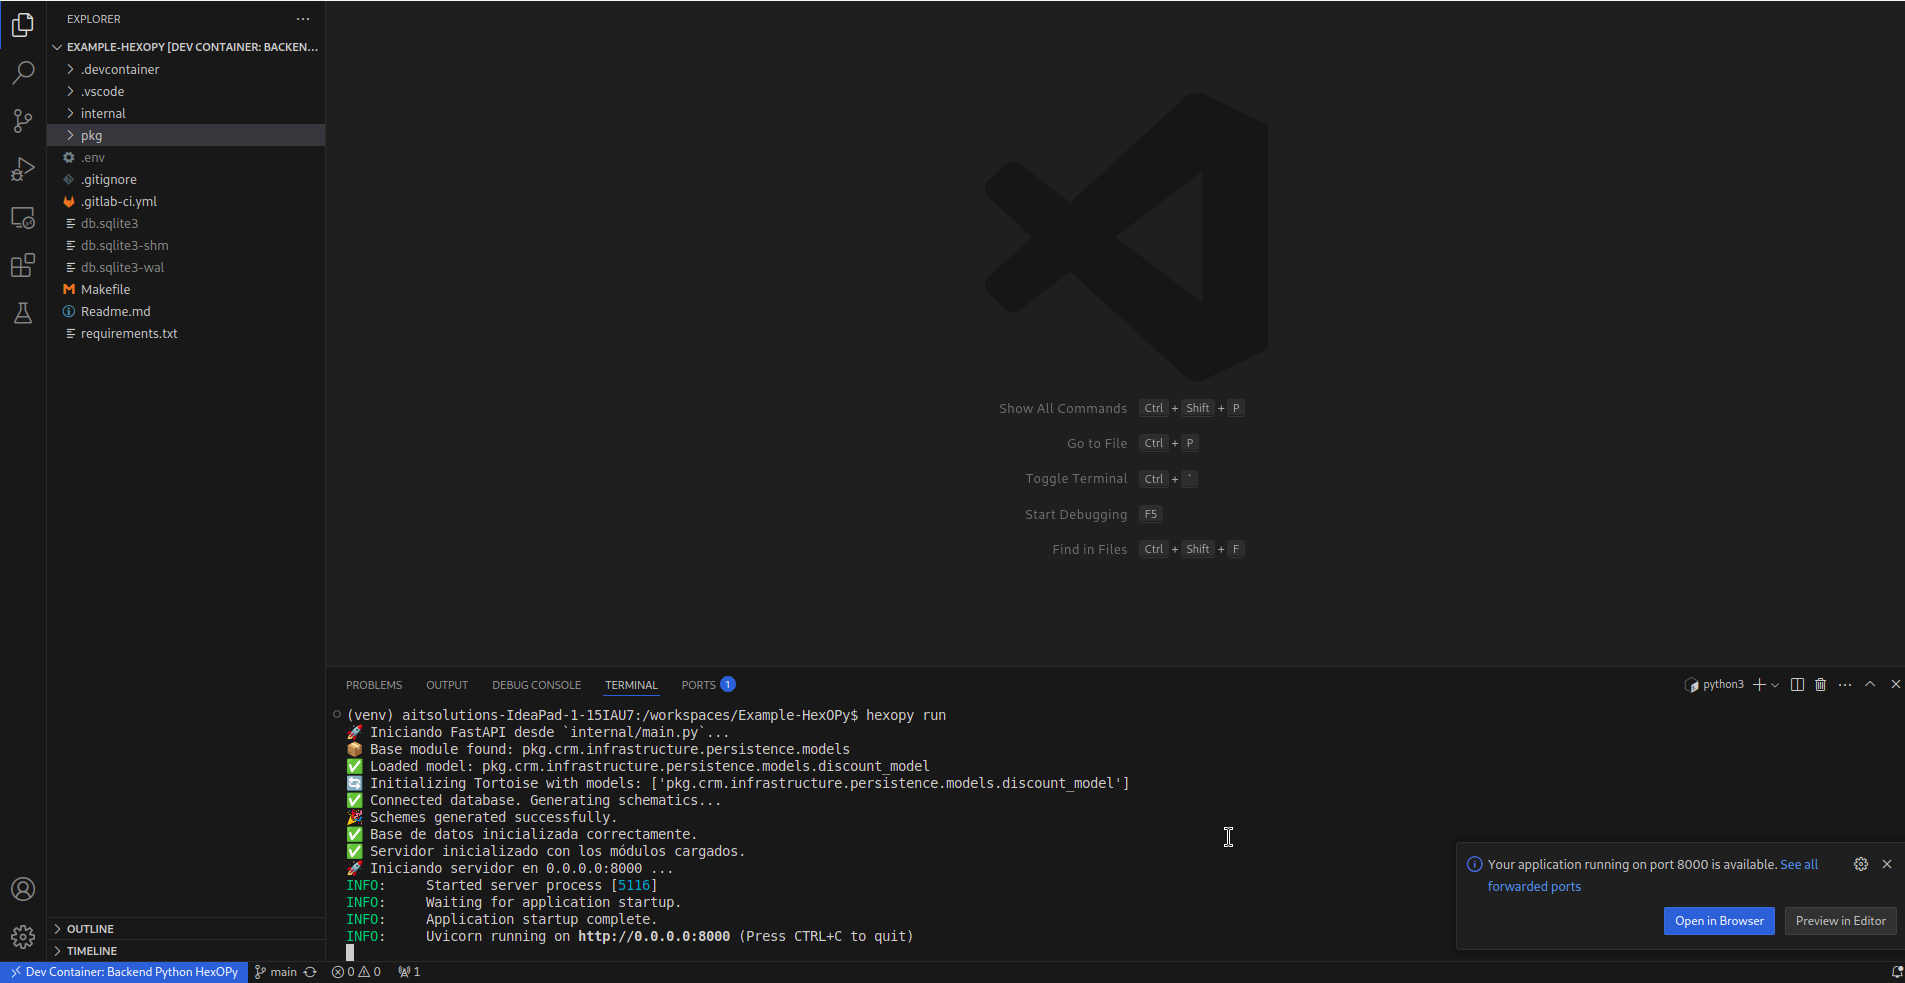 EXPLORER
EXAMPLE-HEXOPY [DEV CONTAINER: BACKEN...
.devcontainer
.vscode
internal
pkg
.env
.gitignore
.gitlab-ci.yml
db.sqlite3
db.sqlite3-shm
db.sqlite3-wal
Makefile
Readme.md
requirements.txt
OUTLINE
TIMELINE
Show All Commands Ctrl + Shift + P
Go to File Ctrl + P
Toggle Terminal Ctrl + `
Start Debugging F5
Find in Files Ctrl + Shift + F
PROBLEMS OUTPUT DEBUG CONSOLE TERMINAL PORTS 1 python3
(venv) aitsolutions-IdeaPad-1-15IAU7:/workspaces/Example-HexOPy$ hexopy run
🚀 Iniciando FastAPI desde `internal/main.py`...
📦 Base module found: pkg.crm.infrastructure.persistence.models
✅ Loaded model: pkg.crm.infrastructure.persistence.models.discount_model
🔄 Initializing Tortoise with models: ['pkg.crm.infrastructure.persistence.models.discount_model']
✅ Connected database. Generating schematics...
🎉 Schemes generated successfully.
✅ Base de datos inicializada correctamente.
✅ Servidor inicializado con los módulos cargados.
🚀 Iniciando servidor en 0.0.0.0:8000 ...
INFO: Started server process [5116]
INFO: Waiting for application startup.
INFO: Application startup complete.
INFO: Uvicorn running on http://0.0.0.0:8000 (Press CTRL+C to quit)
Your application running on port 8000 is available. See all
forwarded ports
Open in Browser Preview in Editor
Dev Container: Backend Python HexOPy main 0 0 1